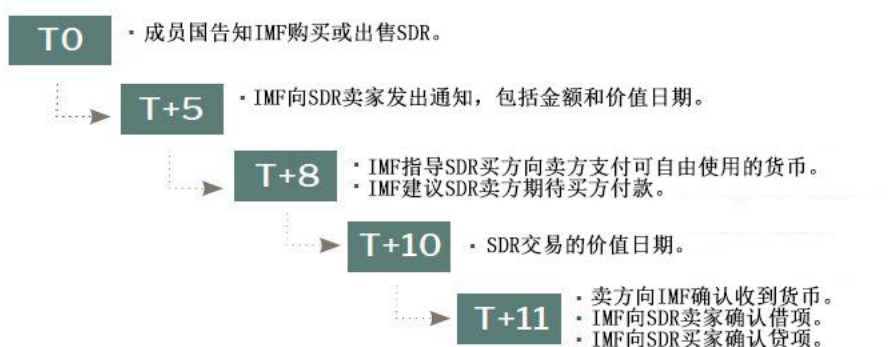 T0
· 成员国告知IMF购买或出售SDR。
T+5
· IMF向SDR卖家发出通知，包括金额和价值日期。
T+8
· IMF指导SDR买方向卖方支付可自由使用的货币。
· IMF建议SDR卖方期待买方付款。
T+10
· SDR交易的价值日期。
T+11
· 卖方向IMF确认收到货币。
· IMF向SDR卖家确认借项。
· IMF向SDR买家确认贷项。